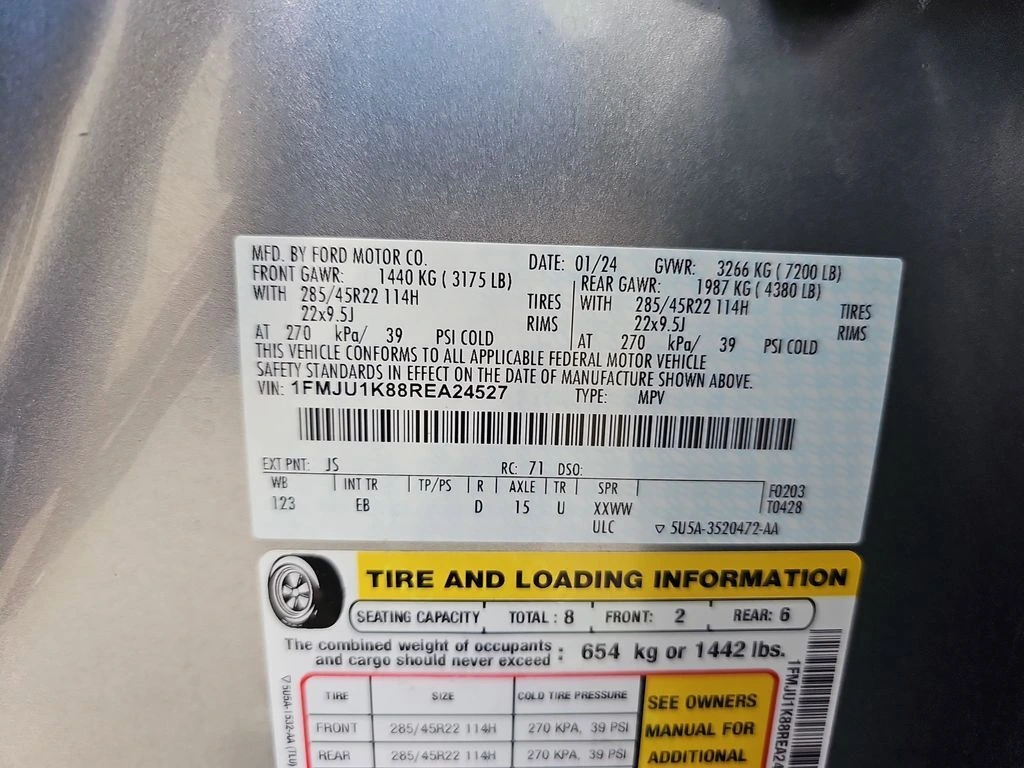 MFD. BY FORD MOTOR CO. DATE: 01/24 GVWR: 3266 KG ( 7200 LB)
FRONT GAWR: 1440 KG ( 3175 LB) REAR GAWR: 1987 KG ( 4380 LB)
WITH 285/45R22 114H TIRES WITH 285/45R22 114H TIRES
22x9.5J RIMS 22x9.5J RIMS
AT 270 kPa/ 39 PSI COLD AT 270 kPa/ 39 PSI COLD
THIS VEHICLE CONFORMS TO ALL APPLICABLE FEDERAL MOTOR VEHICLE
SAFETY STANDARDS IN EFFECT ON THE DATE OF MANUFACTURE SHOWN ABOVE.
VIN: 1FMJU1K88REA24527 TYPE: MPV
EXT PNT: JS RC: 71 DSO:
WB INT TR TP/PS R AXLE TR SPR F0203
123 EB D 15 U XXWW T0428
ULC ▽ 5U5A-3520472-AA
TIRE AND LOADING INFORMATION
SEATING CAPACITY TOTAL : 8 FRONT: 2 REAR: 6
The combined weight of occupants
and cargo should never exceed : 654 kg or 1442 lbs.
TIRE SIZE COLD TIRE PRESSURE
FRONT 285/45R22 114H 270 KPA, 39 PSI
REAR 285/45R22 114H 270 KPA, 39 PSI
SEE OWNERS
MANUAL FOR
ADDITIONAL
1FMJU1K88REA24